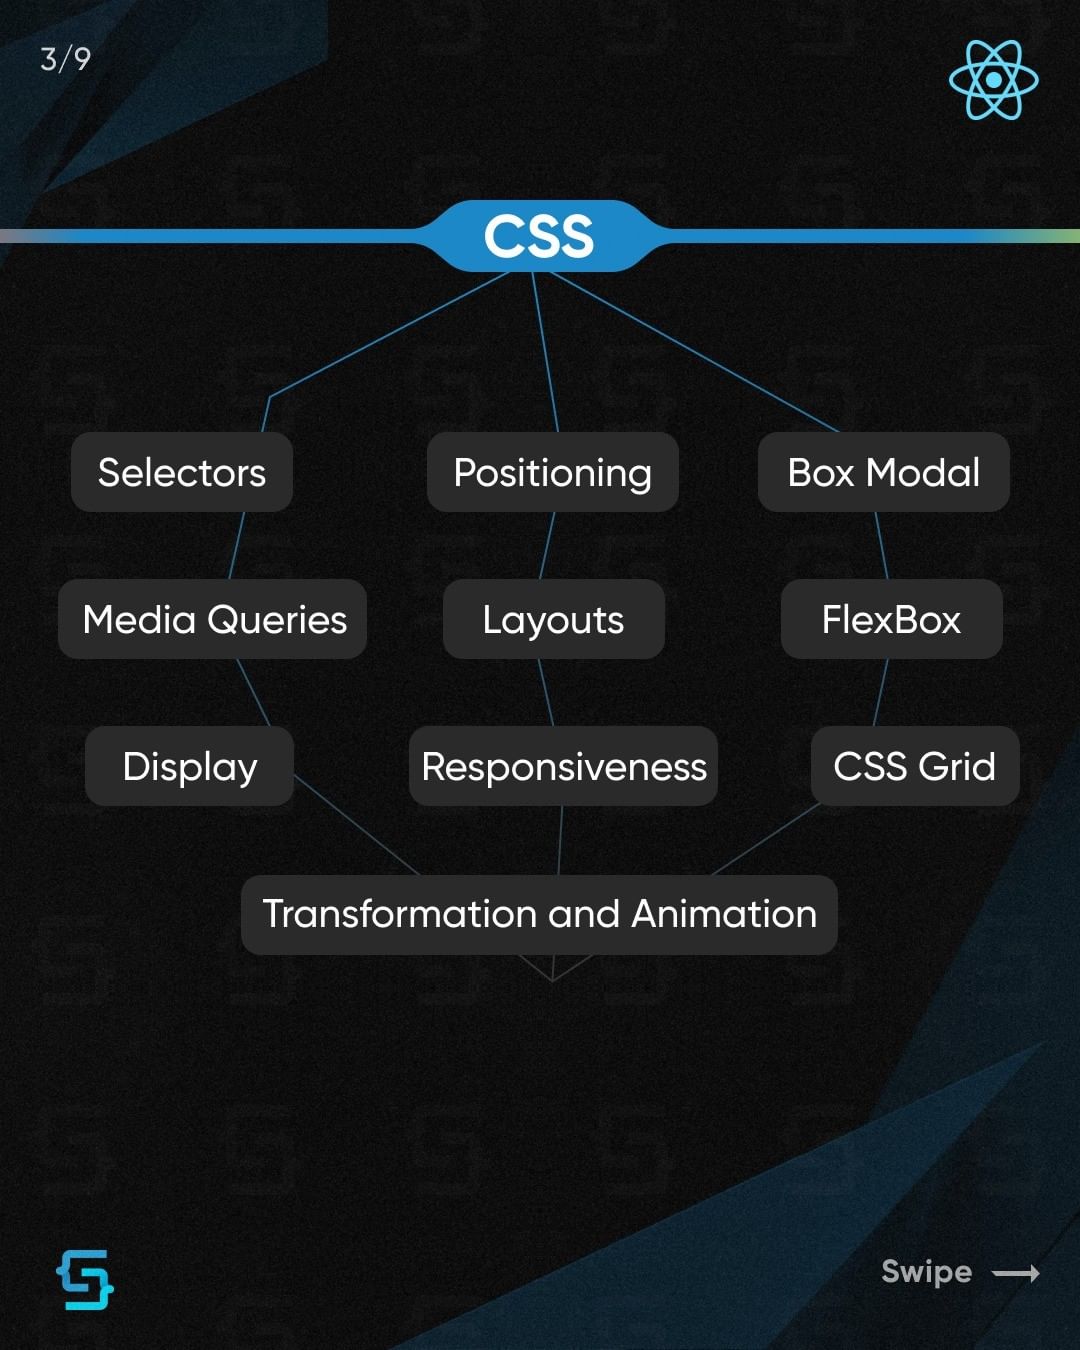 3/9
CSS
Selectors
Positioning
Box Modal
Media Queries
Layouts
FlexBox
Display
Responsiveness
CSS Grid
Transformation and Animation
Swipe